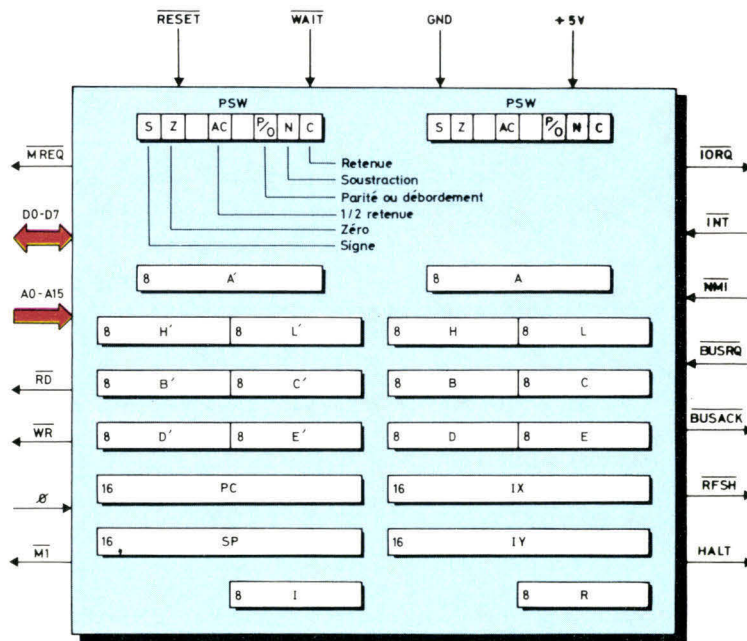 RESET WAIT GND +5V
PSW PSW
S Z AC P/O N C S Z AC P/O N C
Retenue
Soustraction
Parité ou débordement
1/2 retenue
Zéro
Signe
MREQ IORQ
D0-D7 INT
8 A' 8 A
A0-A15 NMI
8 H' 8 L' 8 H 8 L
BUSRQ
RD 8 B' 8 C' 8 B 8 C
BUSACK
WR 8 D' 8 E' 8 D 8 E
16 PC 16 IX RFSH
ø
16 SP 16 IY
M1 HALT
8 I 8 R